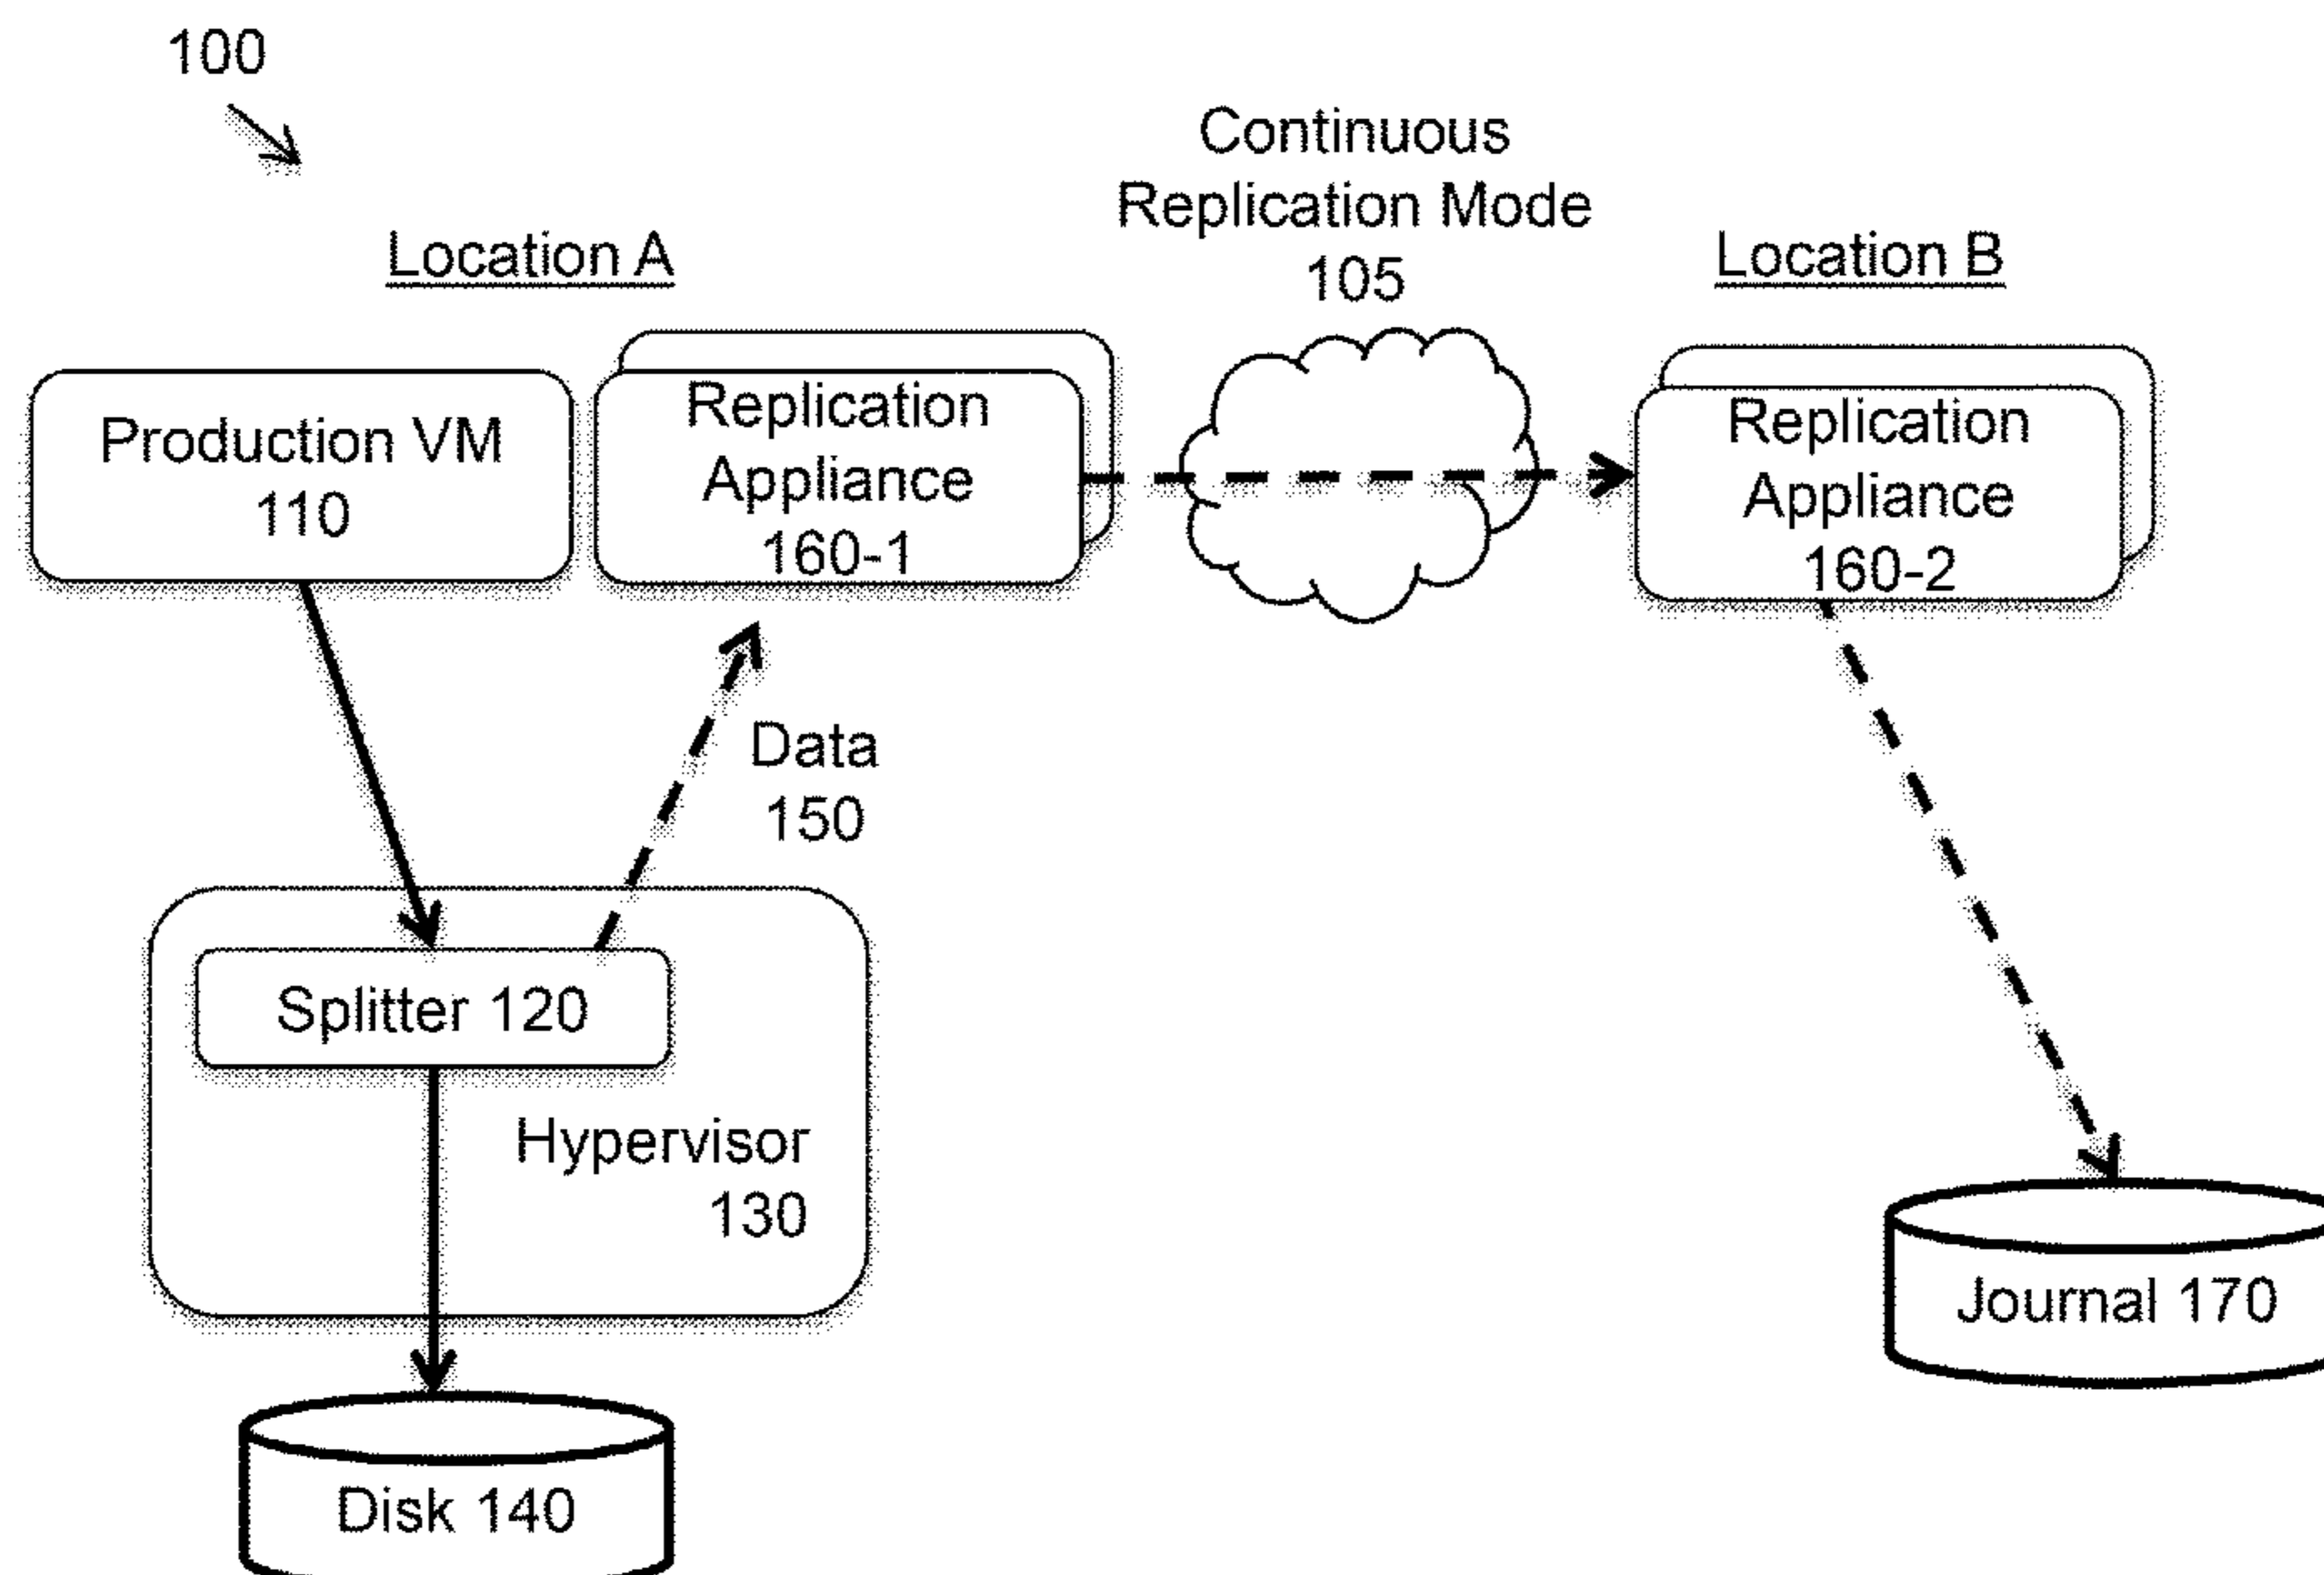 100
Continuous
Replication Mode
105
Location A
Location B
Production VM
110
Replication
Appliance
160-1
Replication
Appliance
160-2
Data
150
Splitter 120
Hypervisor
130
Journal 170
Disk 140